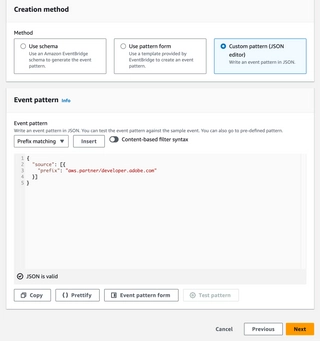 Creation method
Method
Use schema
Use an Amazon EventBridge
schema to generate the event
pattern.
Use pattern form
Use a template provided by
EventBridge to create an event
pattern.
Custom pattern (JSON
editor)
Write an event pattern in JSON.
Event pattern Info
Event pattern
Write an event pattern in JSON. You can test the event pattern against the sample event. You can also go to pre-defined pattern.
Prefix matching
Insert
Content-based filter syntax
1 {
2 "source": [{
3 "prefix": "aws.partner/developer.adobe.com"
4 }]
5 }
JSON is valid
Copy
{} Prettify
Event pattern form
Test pattern
Cancel
Previous
Next